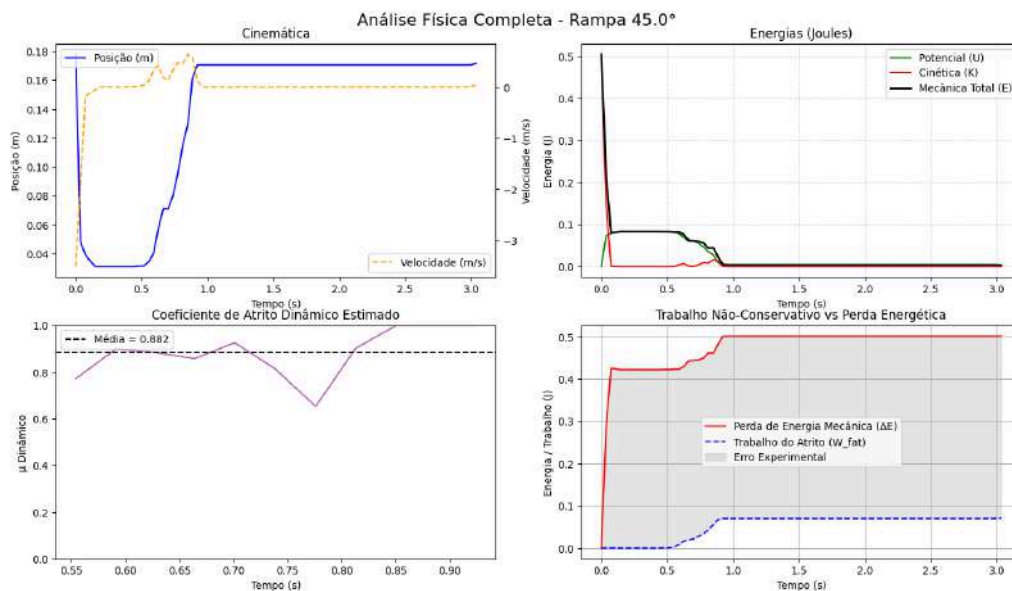 Análise Física Completa - Rampa 45.0°
Cinemática
Posição (m)
0.18
0.16
0.14
0.12
0.10
0.08
0.06
0.04
Posição (m)
0
−1
−2
−3
Velocidade (m/s)
Velocidade (m/s)
0.0
0.5
1.0
1.5
2.0
2.5
3.0
Tempo (s)
Energias (Joules)
Potencial (U)
Cinética (K)
Mecânica Total (E)
0.5
0.4
0.3
0.2
0.1
0.0
Energia (J)
0.0
0.5
1.0
1.5
2.0
2.5
3.0
Tempo (s)
Coeficiente de Atrito Dinâmico Estimado
Média = 0.882
1.0
0.8
0.6
0.4
0.2
0.0
μ Dinâmico
0.55
0.60
0.65
0.70
0.75
0.80
0.85
0.90
Tempo (s)
Trabalho Não-Conservativo vs Perda Energética
0.5
0.4
0.3
0.2
0.1
0.0
Energia / Trabalho (J)
Perda de Energia Mecânica (ΔE)
Trabalho do Atrito (W_fat)
Erro Experimental
0.0
0.5
1.0
1.5
2.0
2.5
3.0
Tempo (s)